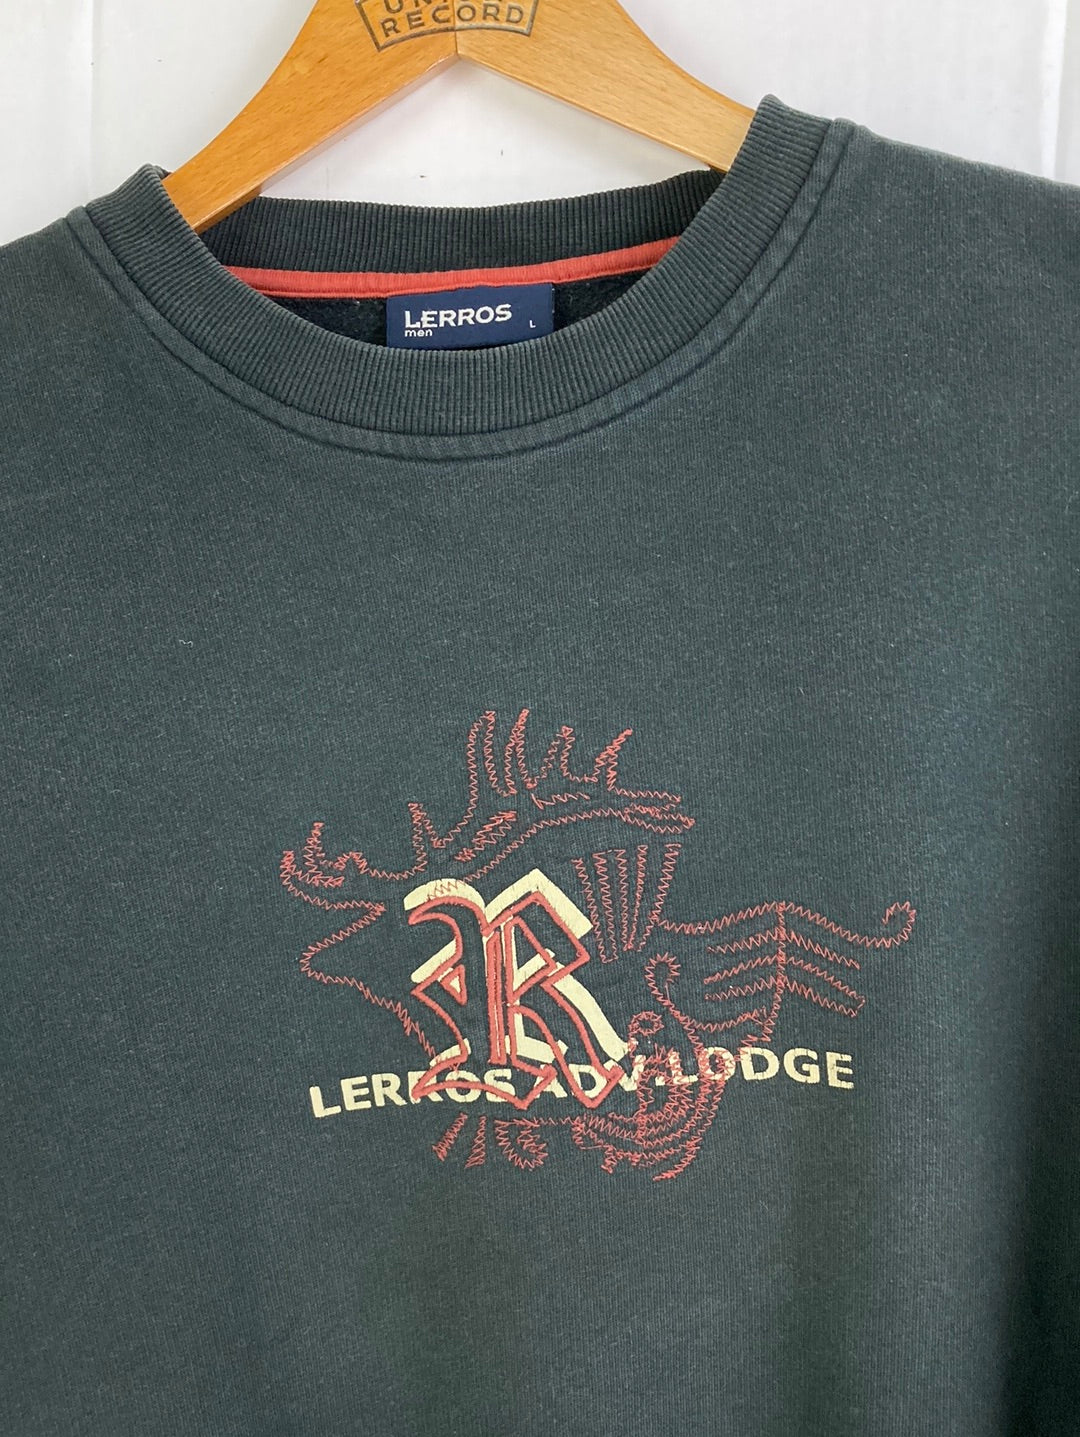 RECORD
LERROS
men
L
R
LERROS ADV.LODGE